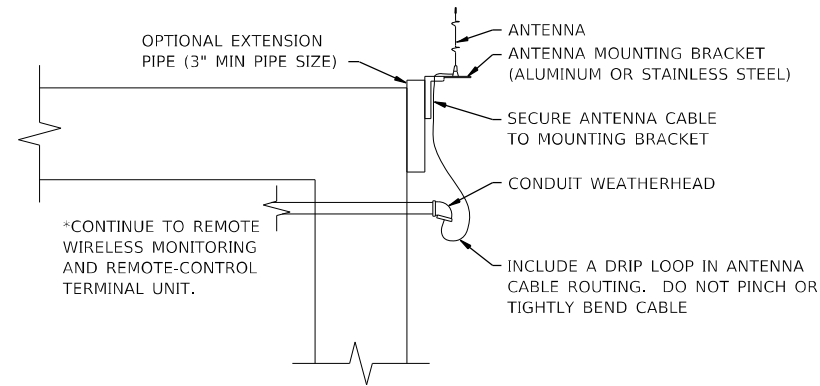 OPTIONAL EXTENSION
PIPE (3" MIN PIPE SIZE)
ANTENNA
ANTENNA MOUNTING BRACKET
(ALUMINUM OR STAINLESS STEEL)
SECURE ANTENNA CABLE
TO MOUNTING BRACKET
CONDUIT WEATHERHEAD
*CONTINUE TO REMOTE
WIRELESS MONITORING
AND REMOTE-CONTROL
TERMINAL UNIT.
INCLUDE A DRIP LOOP IN ANTENNA
CABLE ROUTING. DO NOT PINCH OR
TIGHTLY BEND CABLE